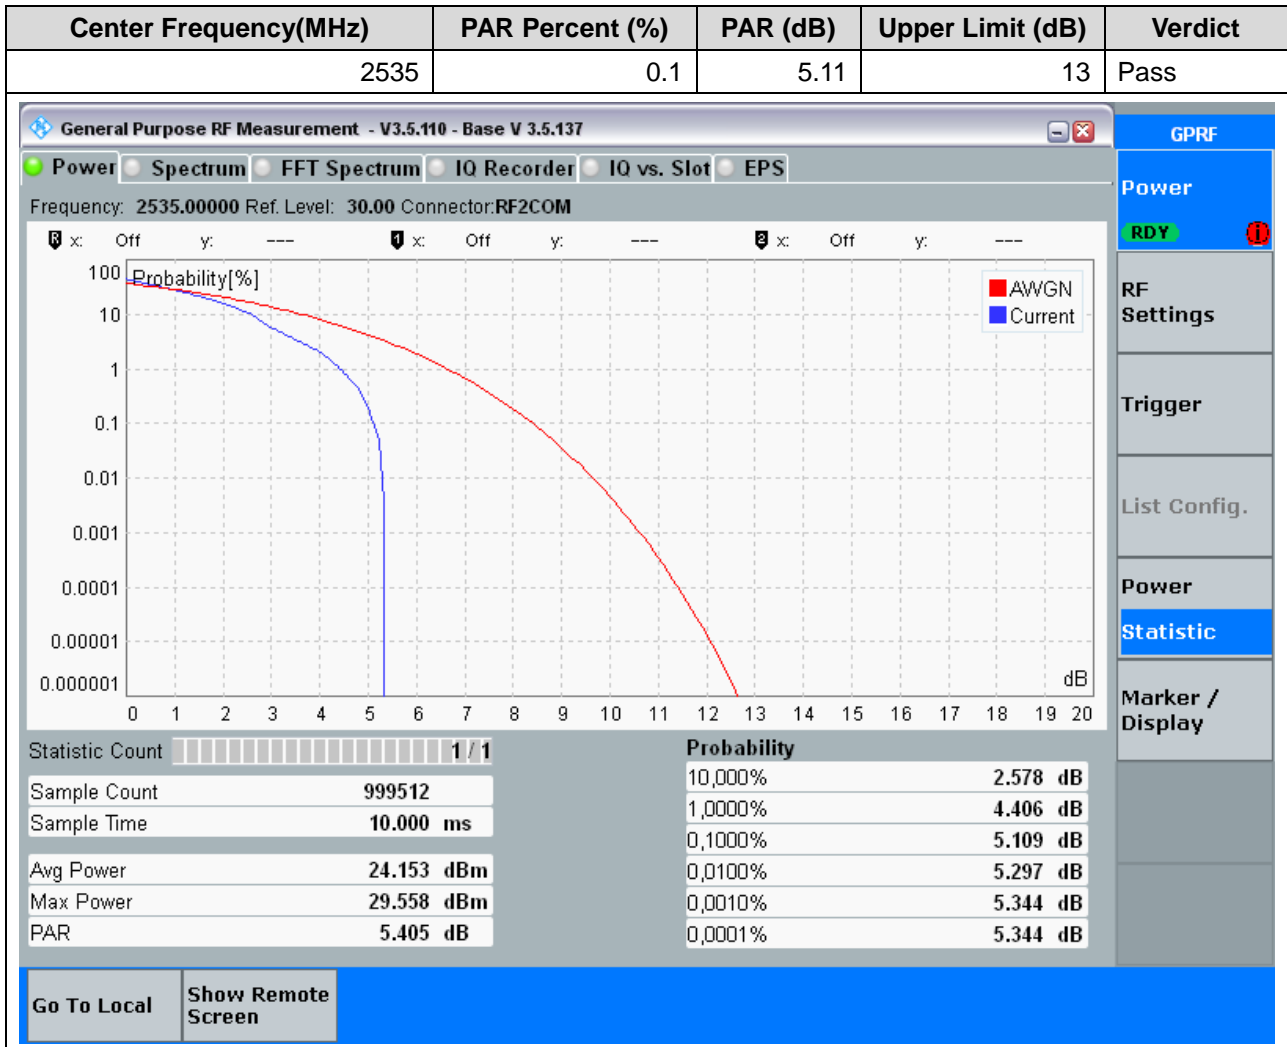 Center Frequency(MHz) PAR Percent (%) PAR (dB) Upper Limit (dB) Verdict
2535 0.1 5.11 13 Pass
General Purpose RF Measurement - V3.5.110 - Base V 3.5.137
GPRF
Power Spectrum FFT Spectrum IQ Recorder IQ vs. Slot EPS
Power
RDY
Frequency: 2535.00000 Ref. Level: 30.00 Connector:RF2COM
R x: Off y: --- 1 x: Off y: --- 2 x: Off y: ---
Probability[%]
AWGN
Current
100
10
1
0.1
0.01
0.001
0.0001
0.00001
0.000001
dB
0 1 2 3 4 5 6 7 8 9 10 11 12 13 14 15 16 17 18 19 20
RF
Settings
Trigger
List Config.
Power
Statistic
Marker /
Display
Statistic Count 1 / 1
Sample Count 999512
Sample Time 10.000 ms
Avg Power 24.153 dBm
Max Power 29.558 dBm
PAR 5.405 dB
Probability
10,000% 2.578 dB
1,0000% 4.406 dB
0,1000% 5.109 dB
0,0100% 5.297 dB
0,0010% 5.344 dB
0,0001% 5.344 dB
Go To Local
Show Remote
Screen